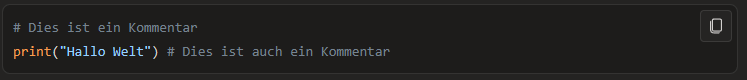 # Dies ist ein Kommentar
print("Hallo Welt") # Dies ist auch ein Kommentar